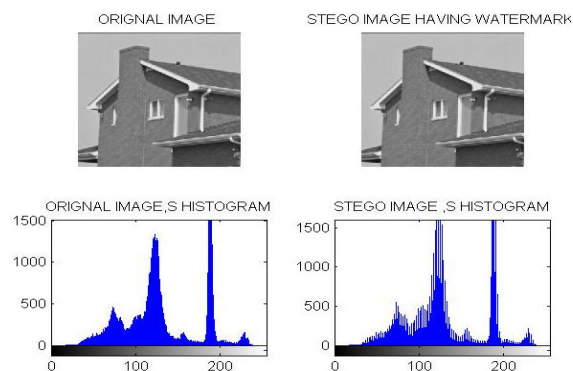 ORIGNAL IMAGE
STEGO IMAGE HAVING WATERMARK
ORIGNAL IMAGE,S HISTOGRAM
1500
1000
500
0
0 100 200
STEGO IMAGE ,S HISTOGRAM
1500
1000
500
0
0 100 200